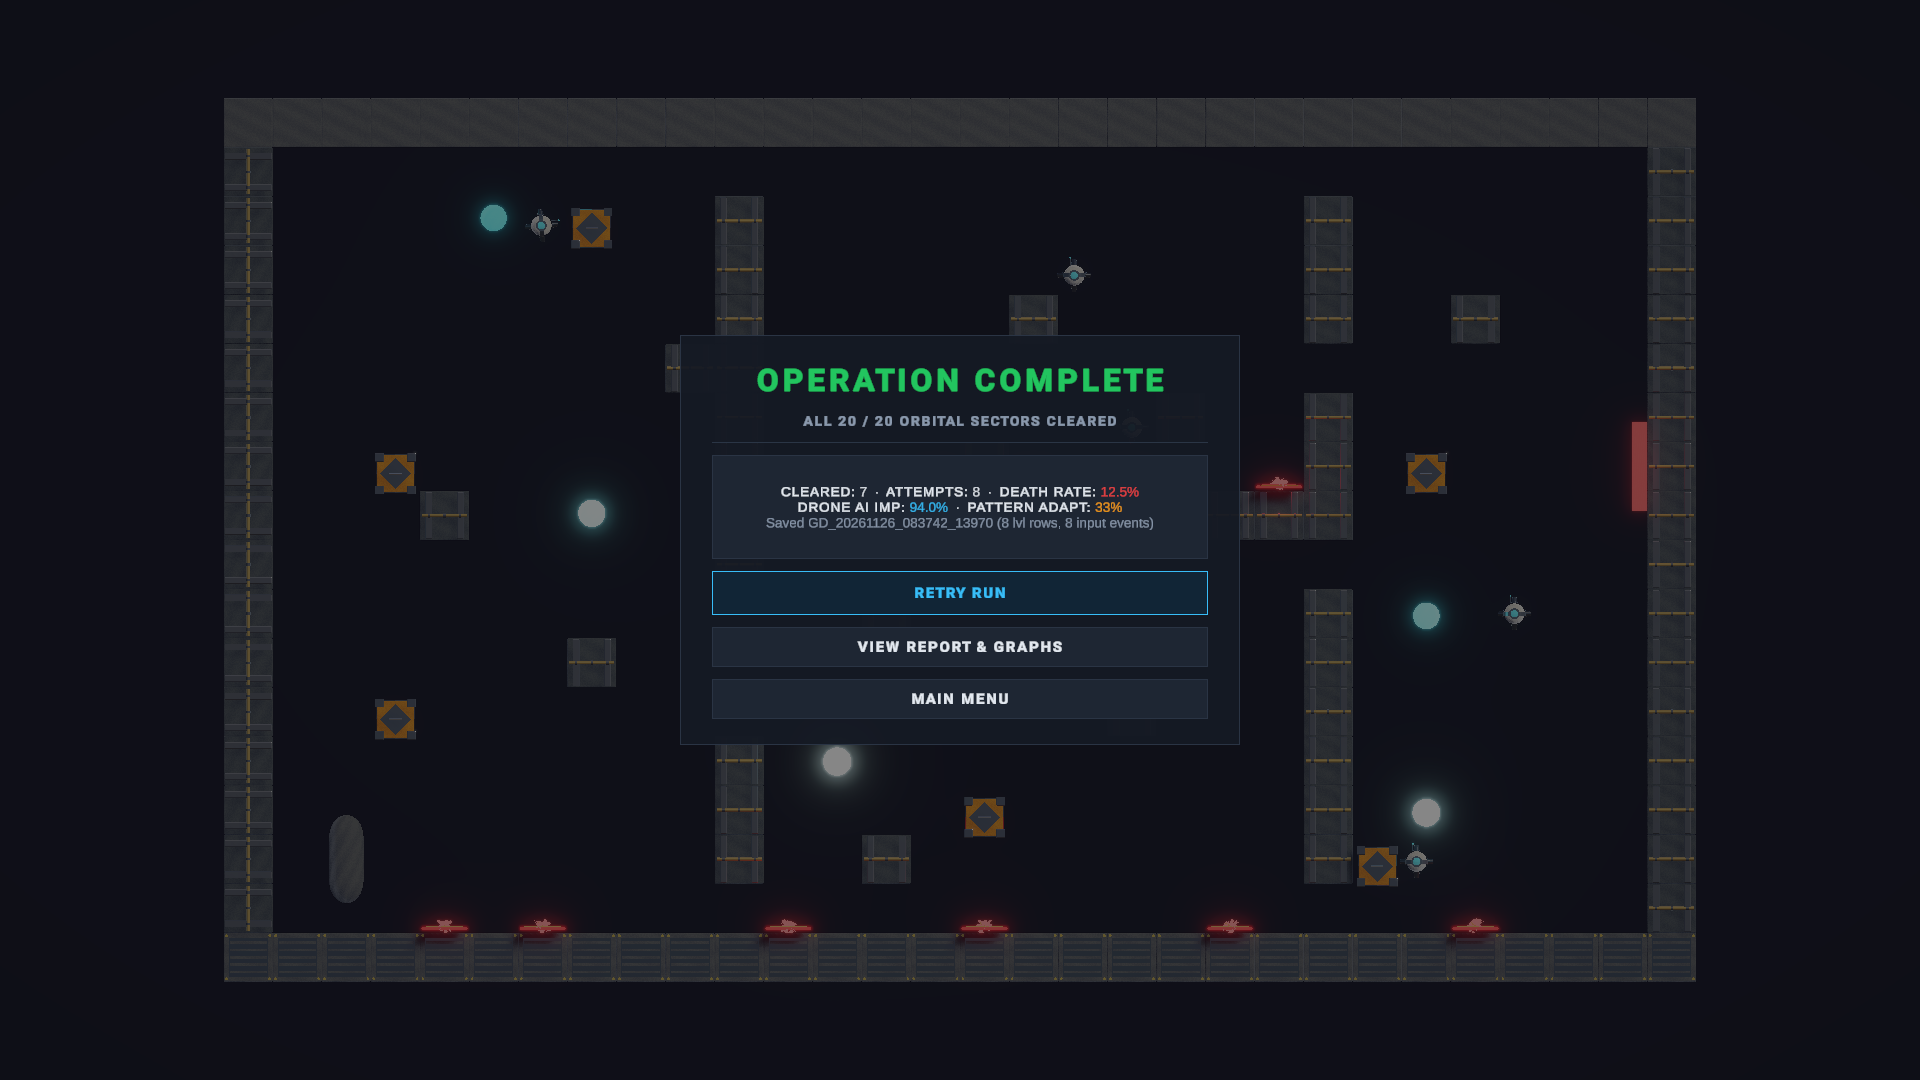 OPERATION COMPLETE
ALL 20 / 20 ORBITAL SECTORS CLEARED
CLEARED: 7 · ATTEMPTS: 8 · DEATH RATE: 12.5%
DRONE AI IMP: 94.0% · PATTERN ADAPT: 33%
Saved GD_20261126_083742_13970 (8 lvl rows, 8 input events)
RETRY RUN
VIEW REPORT & GRAPHS
MAIN MENU